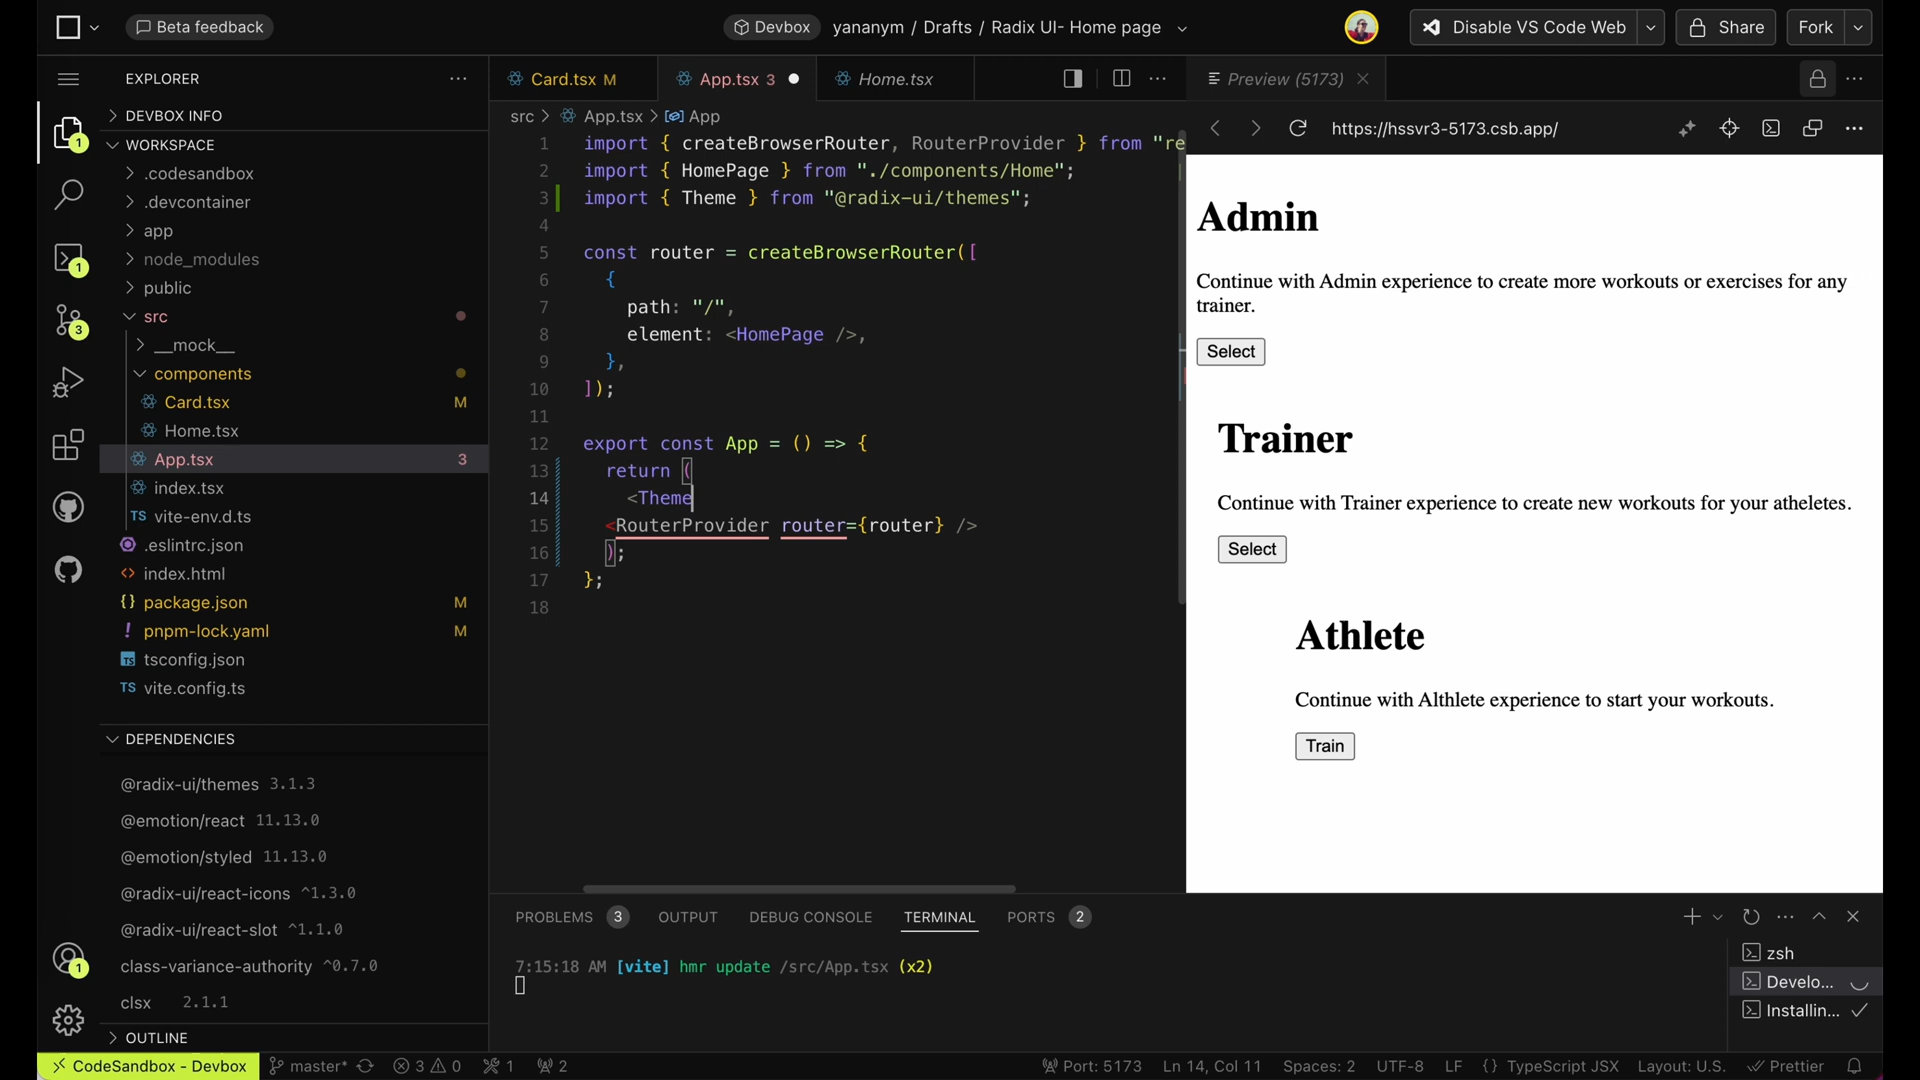 Beta feedback
Devbox
yananym / Drafts / Radix UI- Home page
Disable VS Code Web
Share
Fork
EXPLORER
DEVBOX INFO
WORKSPACE
.codesandbox
.devcontainer
app
node_modules
public
src
__mock__
components
Card.tsx M
Home.tsx
App.tsx 3
index.tsx
TS vite-env.d.ts
.eslintrc.json
<> index.html
{} package.json M
! pnpm-lock.yaml M
TS tsconfig.json
TS vite.config.ts
DEPENDENCIES
@radix-ui/themes 3.1.3
@emotion/react 11.13.0
@emotion/styled 11.13.0
@radix-ui/react-icons ^1.3.0
@radix-ui/react-slot ^1.1.0
class-variance-authority ^0.7.0
clsx 2.1.1
OUTLINE
1
1
3
1
Card.tsx M
App.tsx 3
Home.tsx
src > App.tsx > App
1 import { createBrowserRouter, RouterProvider } from "re
2 import { HomePage } from "./components/Home";
3 import { Theme } from "@radix-ui/themes";
4
5 const router = createBrowserRouter([
6 {
7 path: "/",
8 element: <HomePage />,
9 },
10 ]);
11
12 export const App = () => {
13 return (
14 <Theme
15 <RouterProvider router={router} />
16 );
17 };
18
Preview (5173)
https://hssvr3-5173.csb.app/
Admin
Continue with Admin experience to create more workouts or exercises for any
trainer.
Select
Trainer
Continue with Trainer experience to create new workouts for your atheletes.
Select
Athlete
Continue with Althlete experience to start your workouts.
Train
PROBLEMS 3
OUTPUT
DEBUG CONSOLE
TERMINAL
PORTS 2
7:15:18 AM [vite] hmr update /src/App.tsx (x2)
zsh
Develo...
Installin...
CodeSandbox - Devbox
master*
3 0
1
2
Port: 5173
Ln 14, Col 11
Spaces: 2
UTF-8
LF
{} TypeScript JSX
Layout: U.S.
Prettier